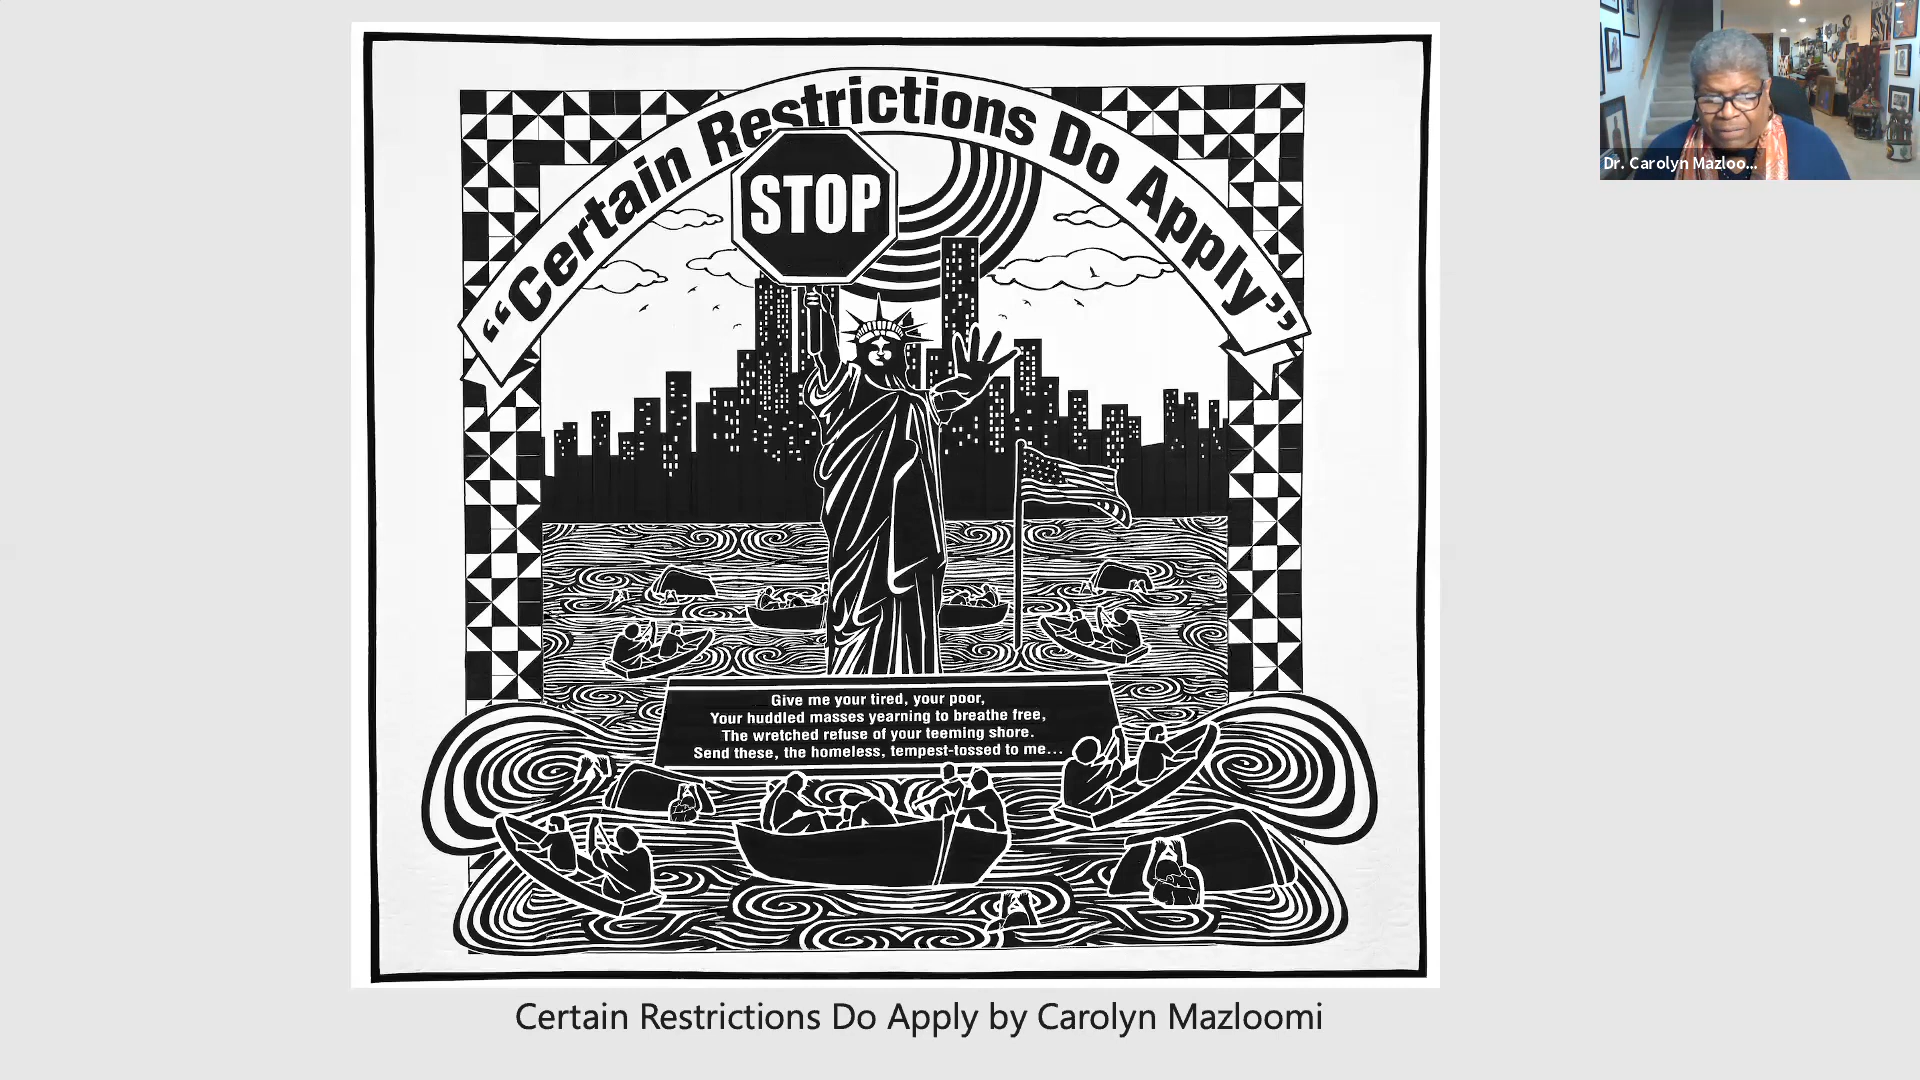 “Certain Restrictions Do Apply”
STOP
Give me your tired, your poor,
Your huddled masses yearning to breathe free,
The wretched refuse of your teeming shore.
Send these, the homeless, tempest-tossed to me...
Certain Restrictions Do Apply by Carolyn Mazloomi
Dr. Carolyn Mazloo...